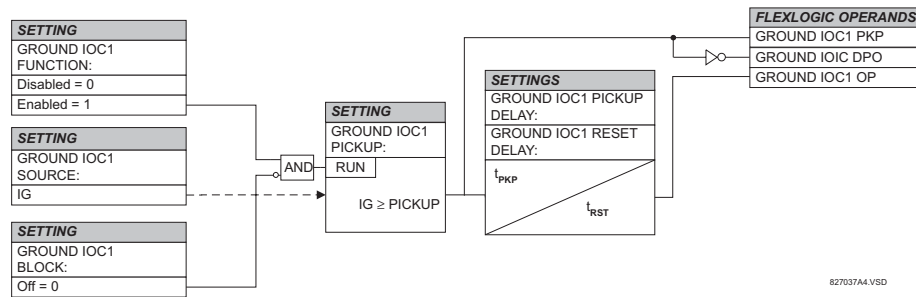 SETTING
GROUND IOC1
FUNCTION:
Disabled = 0
Enabled = 1
SETTING
GROUND IOC1
SOURCE:
IG
SETTING
GROUND IOC1
BLOCK:
Off = 0
AND
SETTING
GROUND IOC1
PICKUP:
RUN
IG ≥ PICKUP
SETTINGS
GROUND IOC1 PICKUP
DELAY:
GROUND IOC1 RESET
DELAY:
tPKP
tRST
FLEXLOGIC OPERANDS
GROUND IOC1 PKP
GROUND IOIC DPO
GROUND IOC1 OP
827037A4.VSD